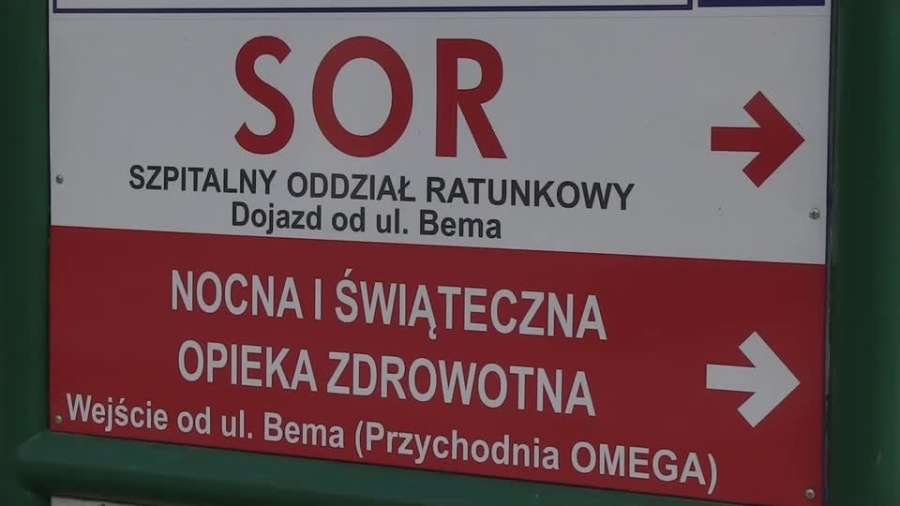 SOR
SZPITALNY ODDZIAŁ RATUNKOWY
Dojazd od ul. Bema
NOCNA I ŚWIĄTECZNA
OPIEKA ZDROWOTNA
Wejście od ul. Bema (Przychodnia OMEGA)